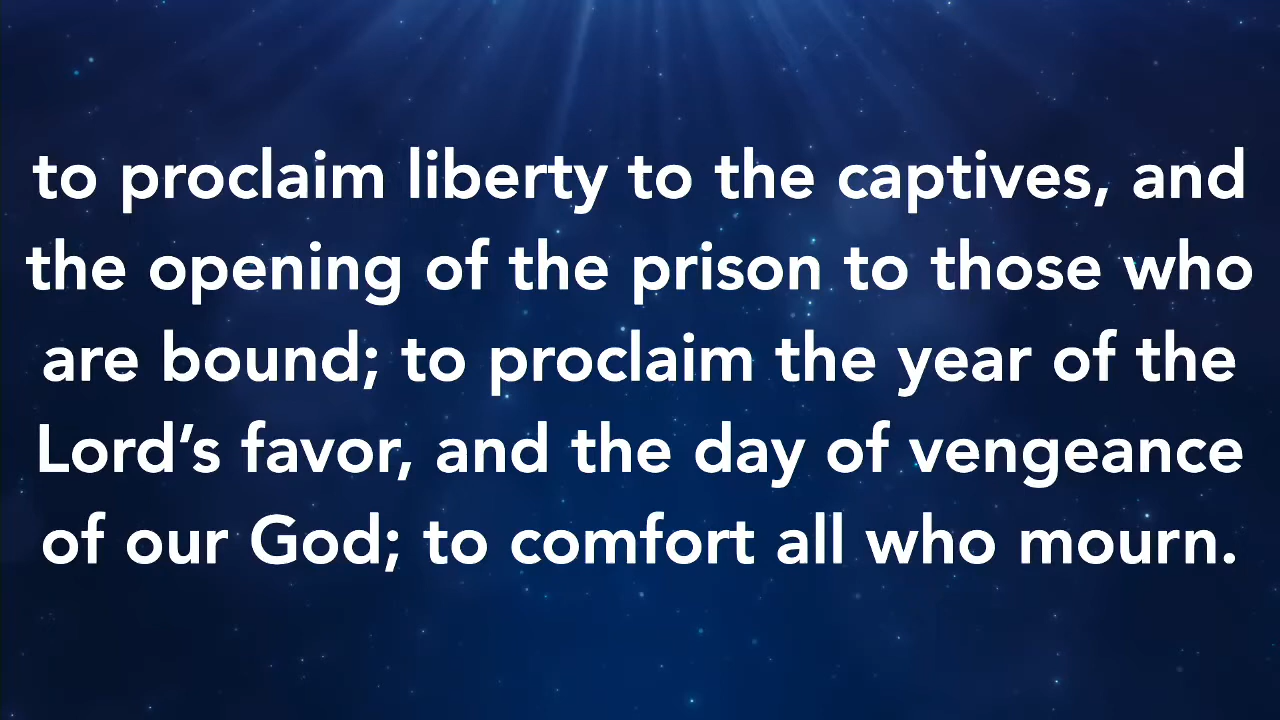 to proclaim liberty to the captives, and
the opening of the prison to those who
are bound; to proclaim the year of the
Lord’s favor, and the day of vengeance
of our God; to comfort all who mourn.